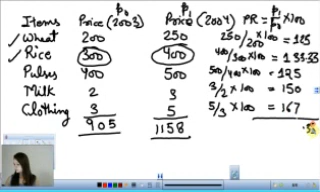 p₀ p₁
Items Price (2003) Price (2004) PR = P₁/P₀ × 100
✓ Wheat 200 250 250/200 × 100 = 125
✓ Rice 300 400 400/300 × 100 = 133.33
Pulses 400 500 500/400 × 100 = 125
Milk 2 3 3/2 × 100 = 150
Clothing 3 5 5/3 × 100 = 167
905 1158